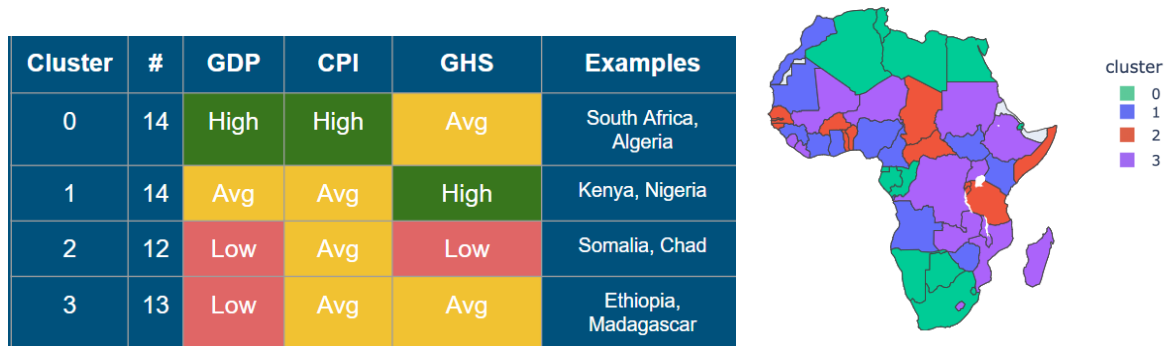 Cluster # GDP CPI GHS Examples
0 14 High High Avg South Africa,
Algeria
1 14 Avg Avg High Kenya, Nigeria
2 12 Low Avg Low Somalia, Chad
3 13 Low Avg Avg Ethiopia,
Madagascar
cluster
0
1
2
3